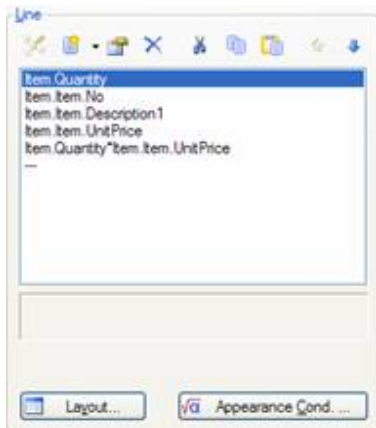 Line
Item.Quantity
Item.Item.No
Item.Item.Description1
Item.Item.UnitPrice
Item.Quantity*Item.Item.UnitPrice
---
Layout...
√α Appearance Cond. ...